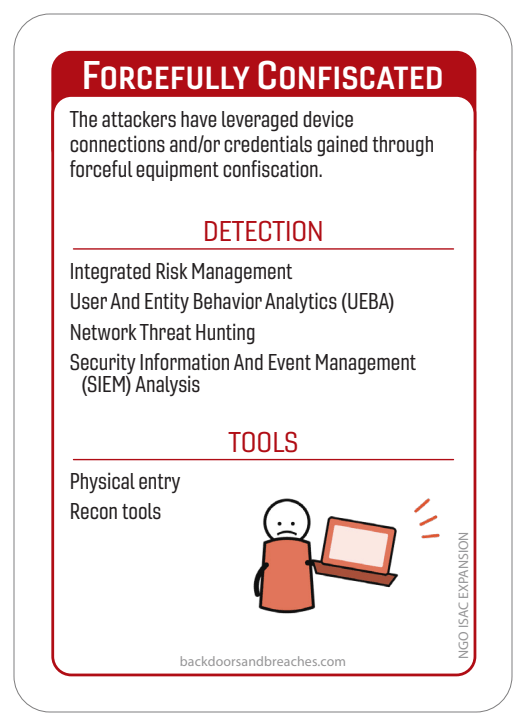 FORCEFULLY CONFISCATED
The attackers have leveraged device
connections and/or credentials gained through
forceful equipment confiscation.
DETECTION
Integrated Risk Management
User And Entity Behavior Analytics (UEBA)
Network Threat Hunting
Security Information And Event Management
(SIEM) Analysis
TOOLS
Physical entry
Recon tools
NGO ISAC EXPANSION
backdoorsandbreaches.com